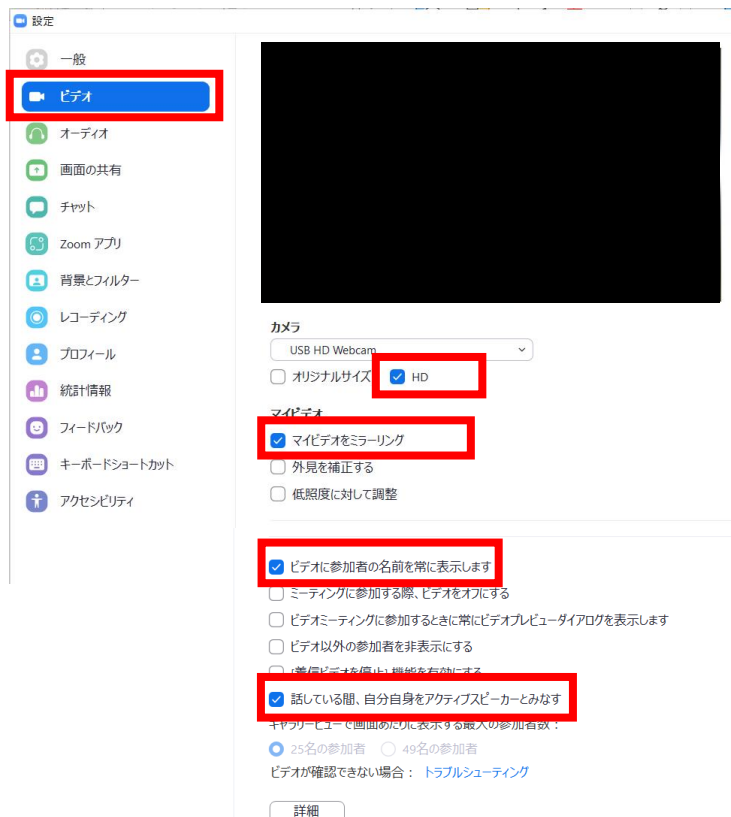 設定
一般
ビデオ
オーディオ
画面の共有
チャット
Zoom アプリ
背景とフィルター
レコーディング
プロフィール
統計情報
フィードバック
キーボードショートカット
アクセシビリティ
カメラ
USB HD Webcam
オリジナルサイズ HD
マイビデオ
マイビデオをミラーリング
外見を補正する
低照度に対して調整
ビデオに参加者の名前を常に表示します
ミーティングに参加する際、ビデオをオフにする
ビデオミーティングに参加するときに常にビデオプレビューダイアログを表示します
ビデオ以外の参加者を非表示にする
[着信ビデオを停止] 機能を有効にする
話している間、自分自身をアクティブスピーカーとみなす
ギャラリービューで画面あたりに表示する最大の参加者数：
25名の参加者 49名の参加者
ビデオが確認できない場合： トラブルシューティング
詳細